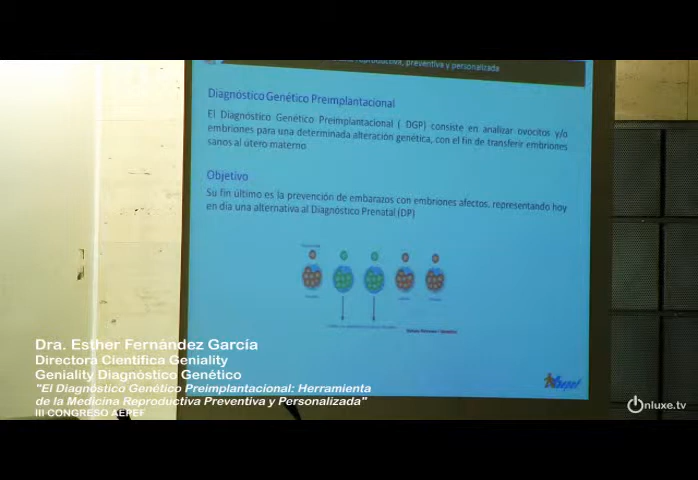 reproductiva, preventiva y personalizada
Diagnóstico Genético Preimplantacional
El Diagnóstico Genético Preimplantacional ( DGP) consiste en analizar ovocitos y/o
embriones para una determinada alteración genética, con el fin de transferir embriones
sanos al útero materno
Objetivo
Su fin último es la prevención de embarazos con embriones afectos, representando hoy
en día una alternativa al Diagnóstico Prenatal (DP)
aepef
Dra. Esther Fernández García
Directora Científica Geniality
Geniality Diagnóstico Genético
"El Diagnóstico Genético Preimplantacional: Herramienta
de la Medicina Reproductiva Preventiva y Personalizada"
III CONGRESO AEPEF
onluxe.tv